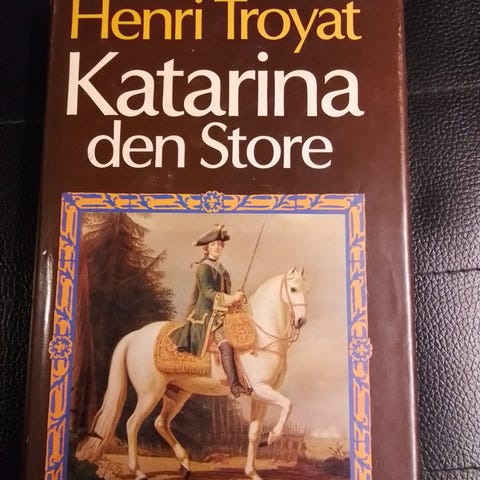 Henri Troyat
Katarina
den Store